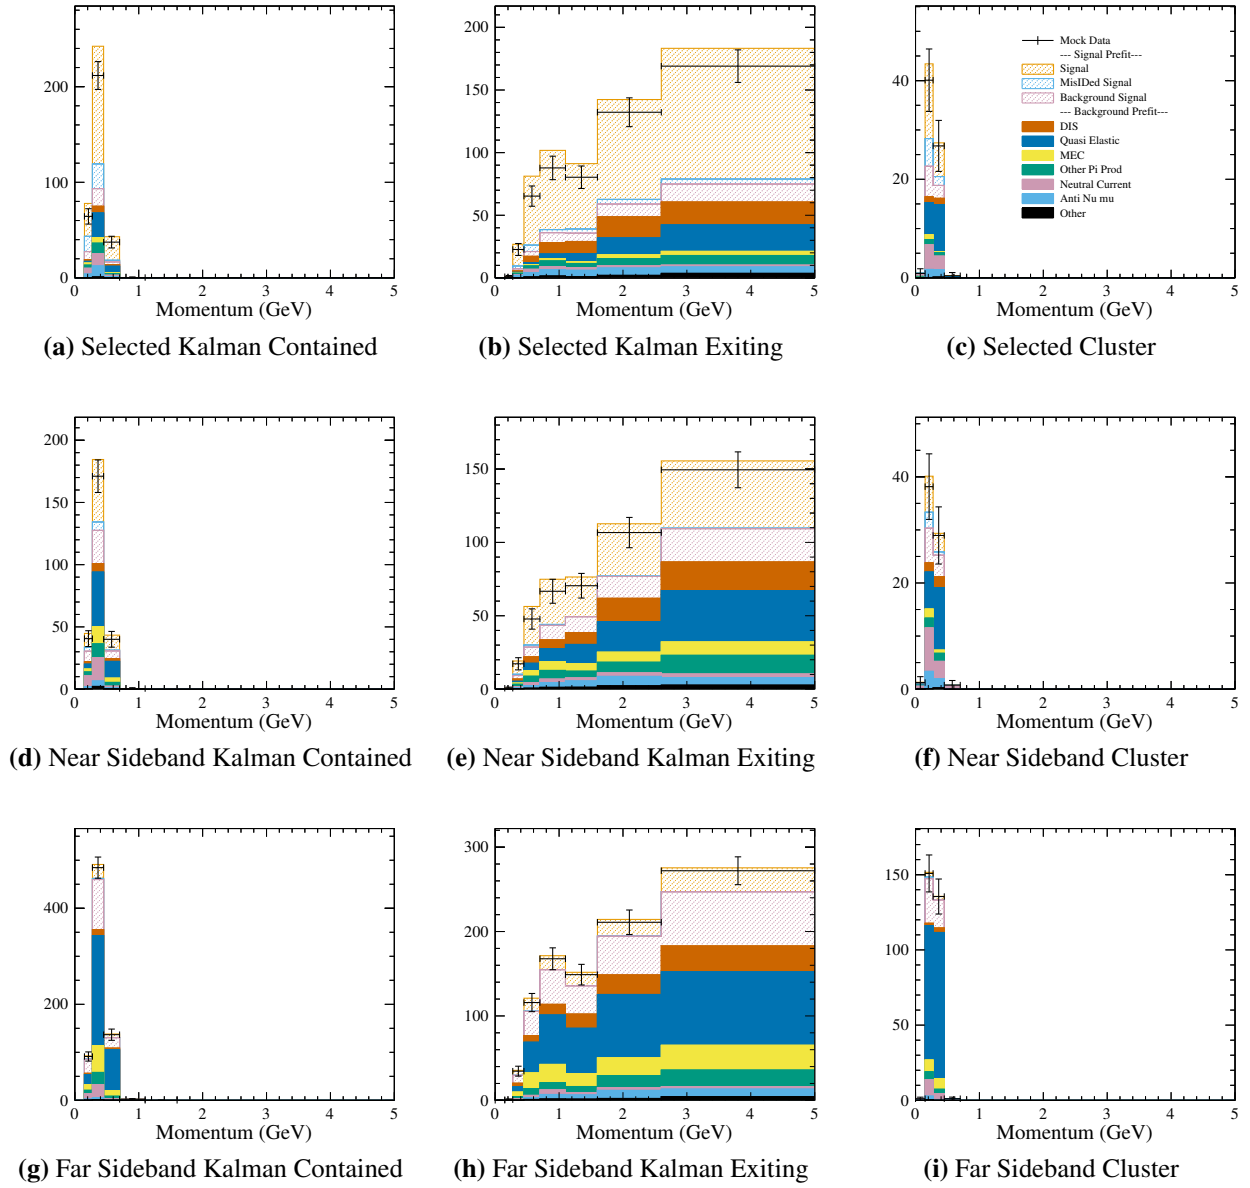 200
100
0
0 1 2 3 4 5
Momentum (GeV)
(a) Selected Kalman Contained
200
150
100
50
0
0 1 2 3 4 5
Momentum (GeV)
(b) Selected Kalman Exiting
40
20
0
0 1 2 3 4 5
Momentum (GeV)
Mock Data
--- Signal Prefit---
Signal
MisIDed Signal
Background Signal
--- Background Prefit---
DIS
Quasi Elastic
MEC
Other Pi Prod
Neutral Current
Anti Nu mu
Other
(c) Selected Cluster
200
150
100
50
0
0 1 2 3 4 5
Momentum (GeV)
(d) Near Sideband Kalman Contained
150
100
50
0
0 1 2 3 4 5
Momentum (GeV)
(e) Near Sideband Kalman Exiting
40
20
0
0 1 2 3 4 5
Momentum (GeV)
(f) Near Sideband Cluster
400
200
0
0 1 2 3 4 5
Momentum (GeV)
(g) Far Sideband Kalman Contained
300
200
100
0
0 1 2 3 4 5
Momentum (GeV)
(h) Far Sideband Kalman Exiting
150
100
50
0
0 1 2 3 4 5
Momentum (GeV)
(i) Far Sideband Cluster